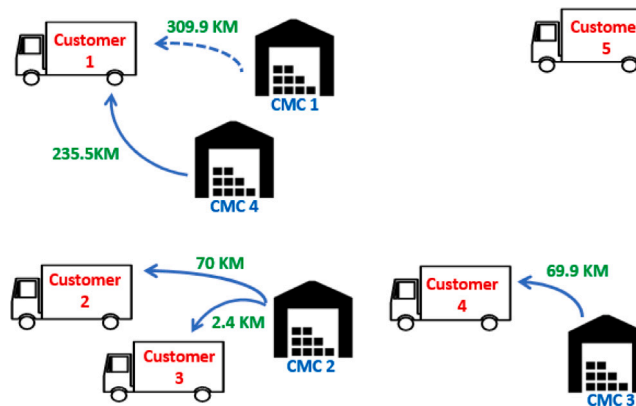 Customer
1
309.9 KM
CMC 1
235.5KM
CMC 4
Custome
5
Customer
2
70 KM
2.4 KM
Customer
3
CMC 2
Customer
4
69.9 KM
CMC 3